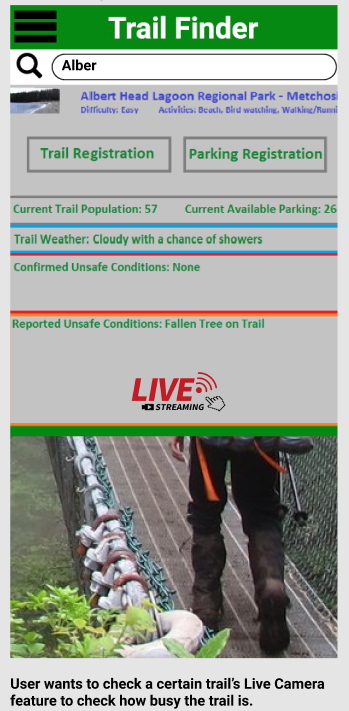 Trail Finder
Alber
Albert Head Lagoon Regional Park - Metchosi
Difficulty: Easy Activities: Beach, Bird watching, Walking/Runni
Trail Registration Parking Registration
Current Trail Population: 57 Current Available Parking: 26
Trail Weather: Cloudy with a chance of showers
Confirmed Unsafe Conditions: None
Reported Unsafe Conditions: Fallen Tree on Trail
LIVE
STREAMING
User wants to check a certain trail's Live Camera
feature to check how busy the trail is.